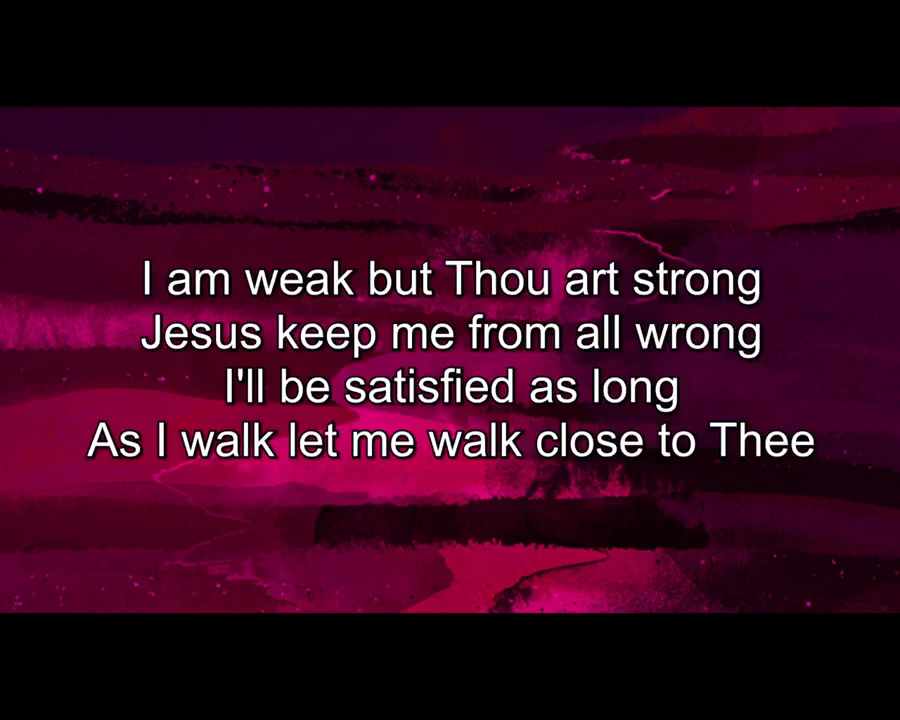 I am weak but Thou art strong
Jesus keep me from all wrong
I'll be satisfied as long
As I walk let me walk close to Thee